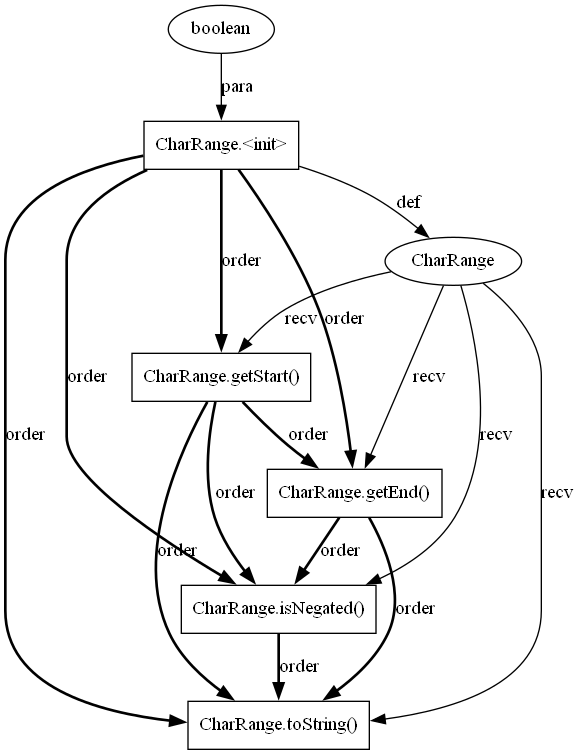 boolean
para
CharRange.<init>
def
order
CharRange
recv
order
CharRange.getStart()
order
recv
order
order
recv
order
recv
CharRange.getEnd()
order
order
CharRange.isNegated()
order
order
CharRange.toString()